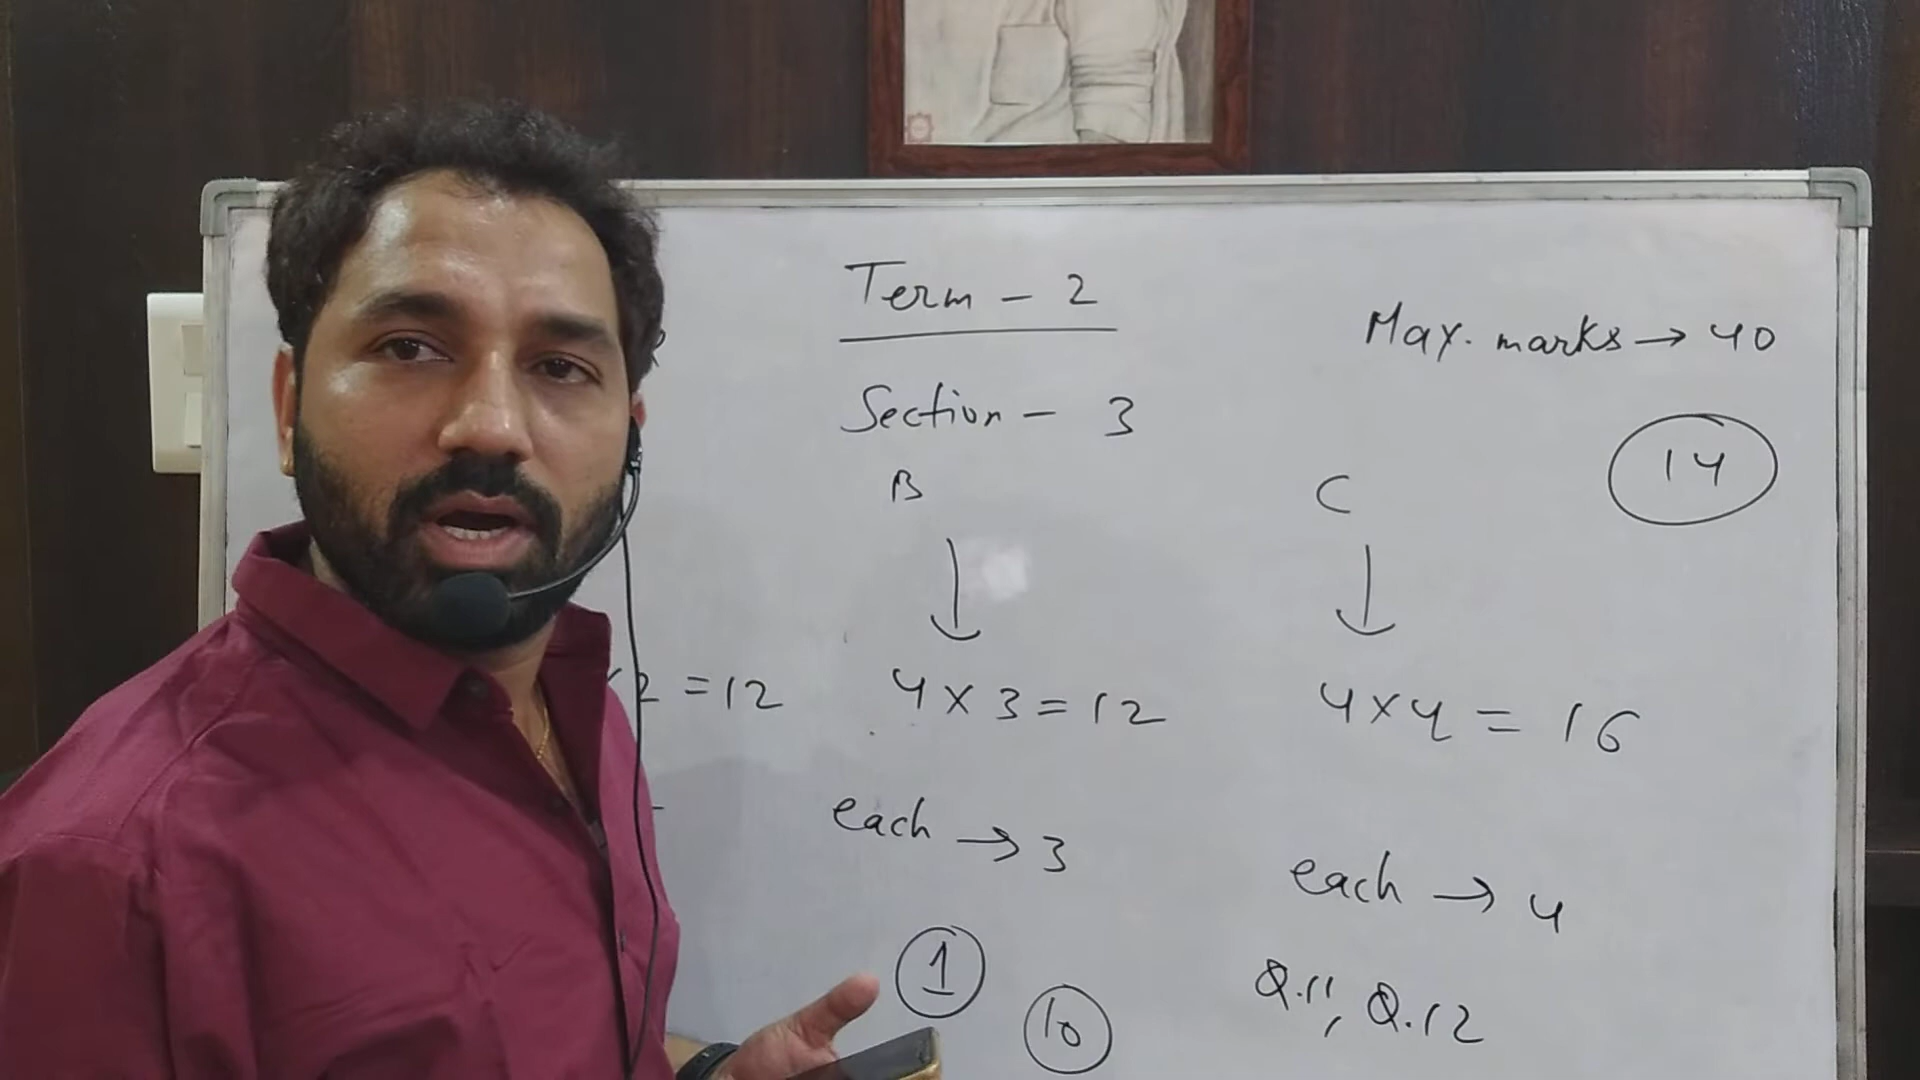 Term - 2
Max. marks → 40
Section - 3
14
B
C
2 = 12
4 x 3 = 12
4 x 4 = 16
each → 3
each → 4
1
10
Q.11, Q.12